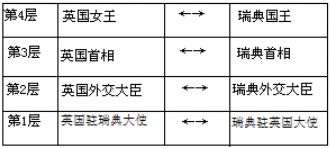 第4层 英国女王 ←→ 瑞典国王
第3层 英国首相 ←→ 瑞典首相
第2层 英国外交大臣 ←→ 瑞典外交大臣
第1层 英国驻瑞典大使 ←→ 瑞典驻英国大使